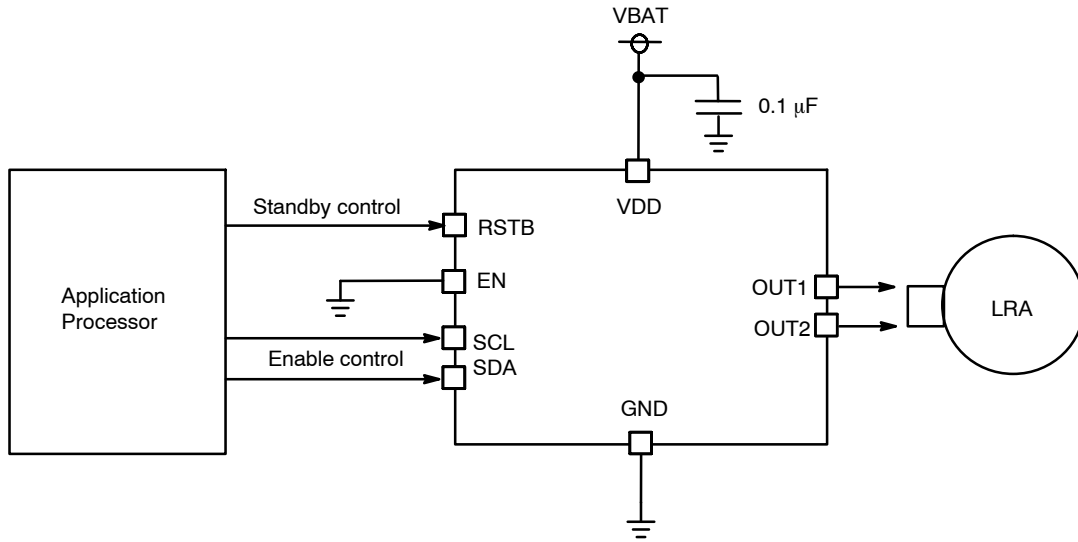 VBAT
0.1 μF
VDD
Standby control
RSTB
EN
Application
Processor
OUT1
LRA
OUT2
SCL
Enable control
SDA
GND